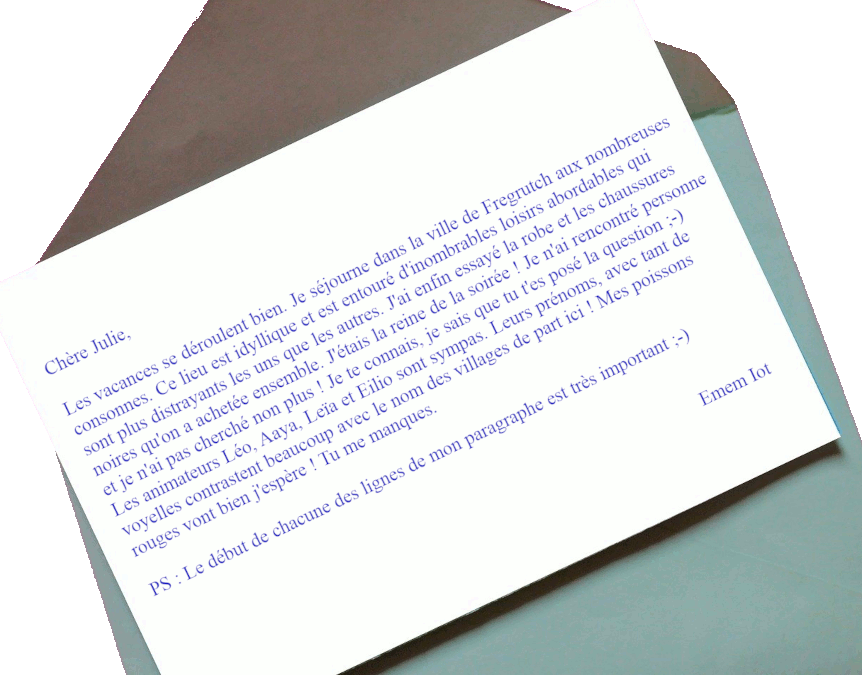 Chère Julie,
Les vacances se déroulent bien. Je séjourne dans la ville de Fregrutch aux nombreuses
consonnes. Ce lieu est idyllique et est entouré d'inombrables loisirs abordables qui
sont plus distrayants les uns que les autres. J'ai enfin essayé la robe et les chaussures
noires qu'on a achetée ensemble. J'étais la reine de la soirée ! Je n'ai rencontré personne
et je n'ai pas cherché non plus ! Je te connais, je sais que tu t'es posé la question ;-)
Les animateurs Léo, Aaya, Leïa et Eilio sont sympas. Leurs prénoms, avec tant de
voyelles contrastent beaucoup avec le nom des villages de part ici ! Mes poissons
rouges vont bien j'espère ! Tu me manques.
Emem Iot
PS : Le début de chacune des lignes de mon paragraphe est très important ;-)